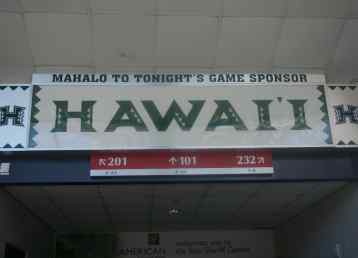 MAHALO TO TONIGHT'S GAME SPONSOR
H HAWAI'I H
↖201 ↑101 232↗
AMERICAN